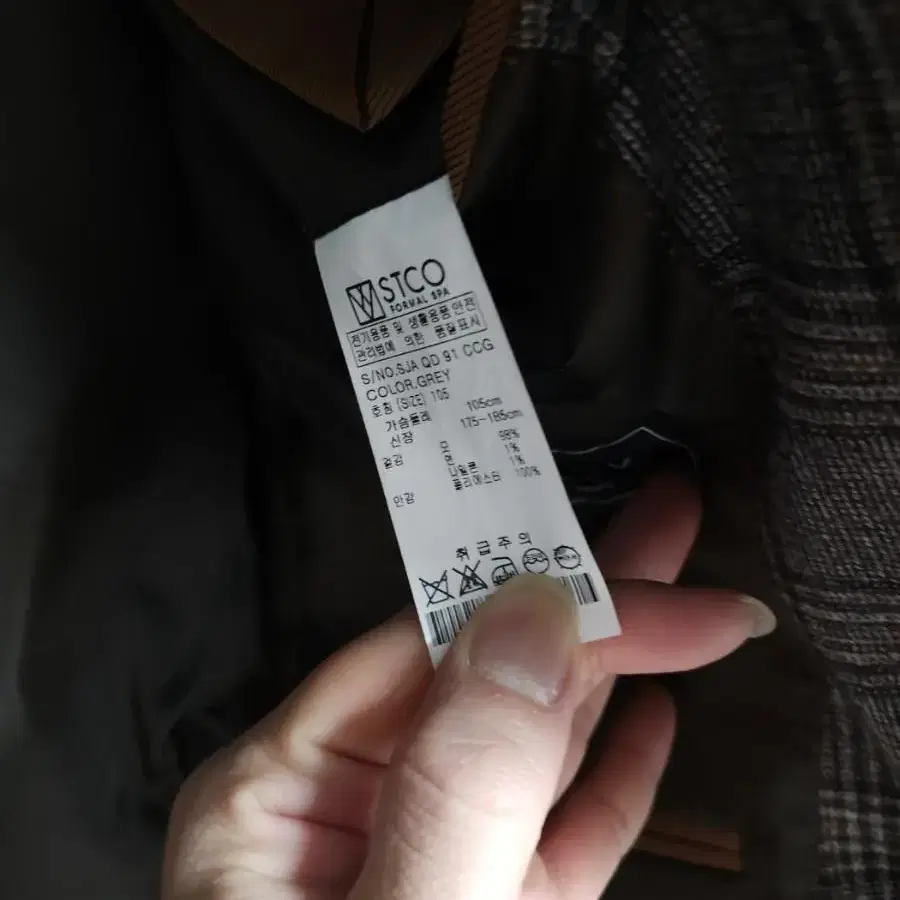 STCO
FORMAL SPA
전기용품 및 생활용품 안전
관리법에 의한 품질표시
S/NO.SJA QD 91 CCG
COLOR.GREY
호칭 (SIZE) 105
가슴둘레 105cm
신장 175~185cm
겉감 모 98%
면 1%
나일론 1%
안감 폴리에스터 100%
취급주의